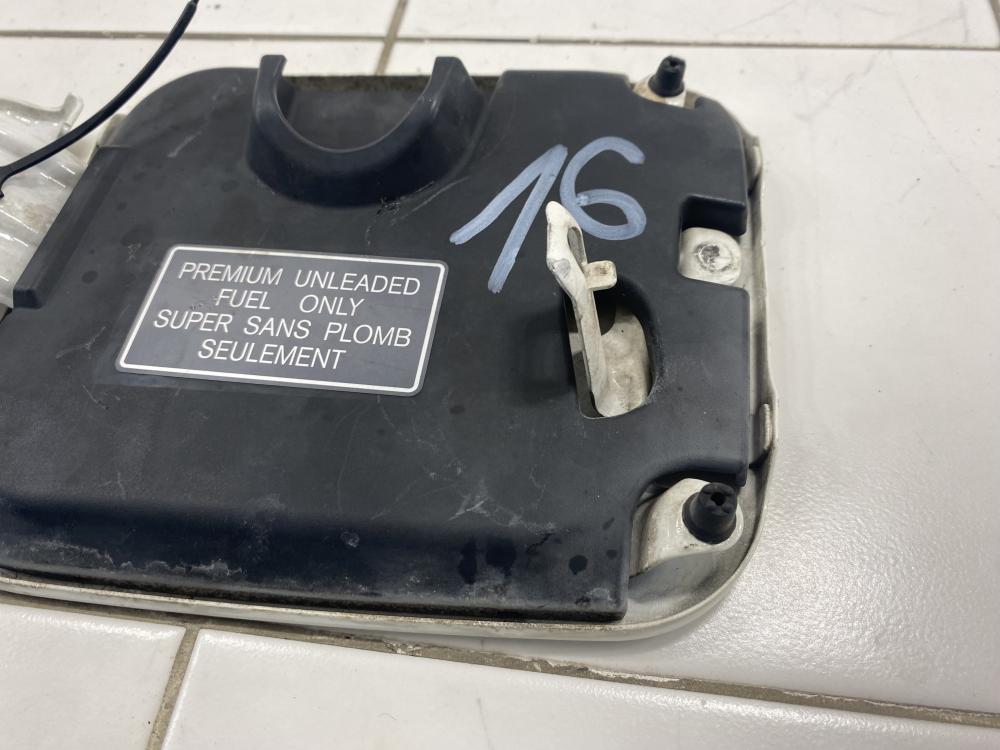 16
PREMIUM UNLEADED
FUEL ONLY
SUPER SANS PLOMB
SEULEMENT